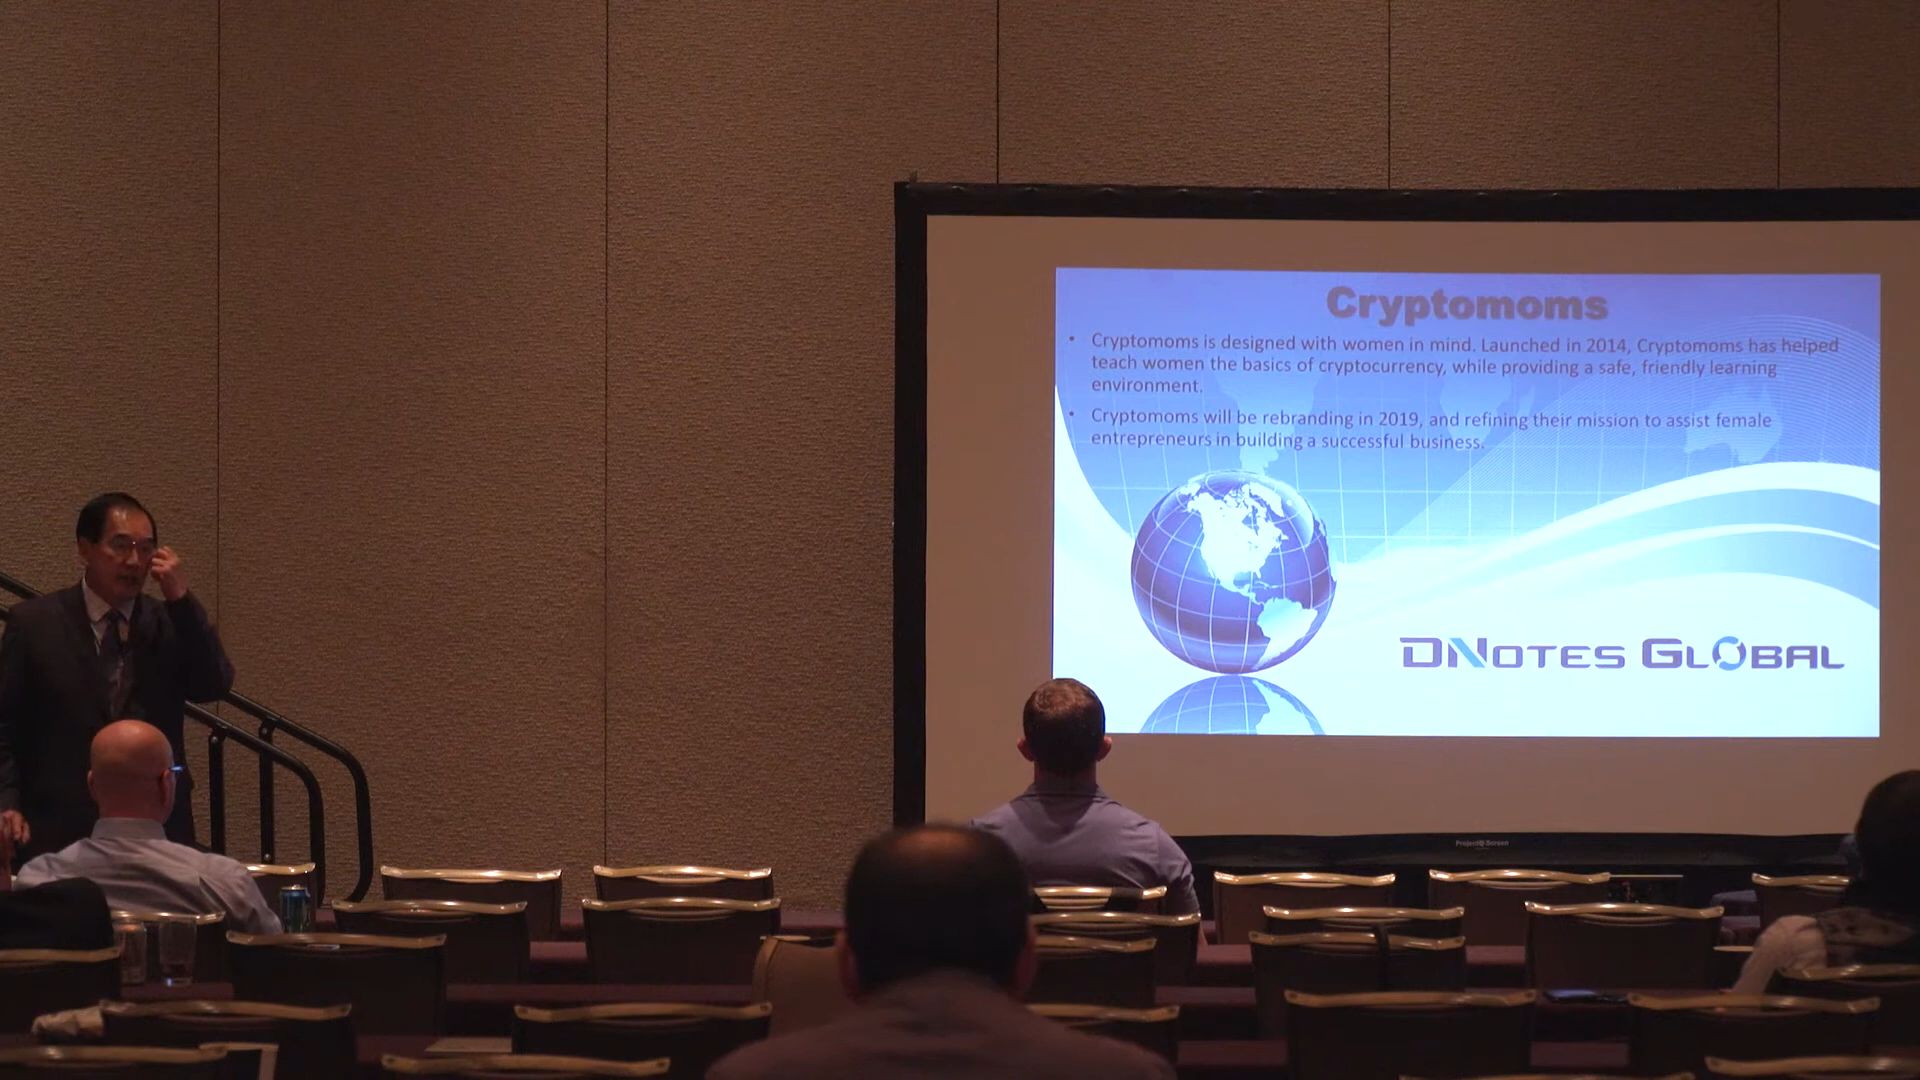 Cryptomoms
• Cryptomoms is designed with women in mind. Launched in 2014, Cryptomoms has helped
teach women the basics of cryptocurrency, while providing a safe, friendly learning
environment.
• Cryptomoms will be rebranding in 2019, and refining their mission to assist female
entrepreneurs in building a successful business.
DNotes Global
Project@Screen